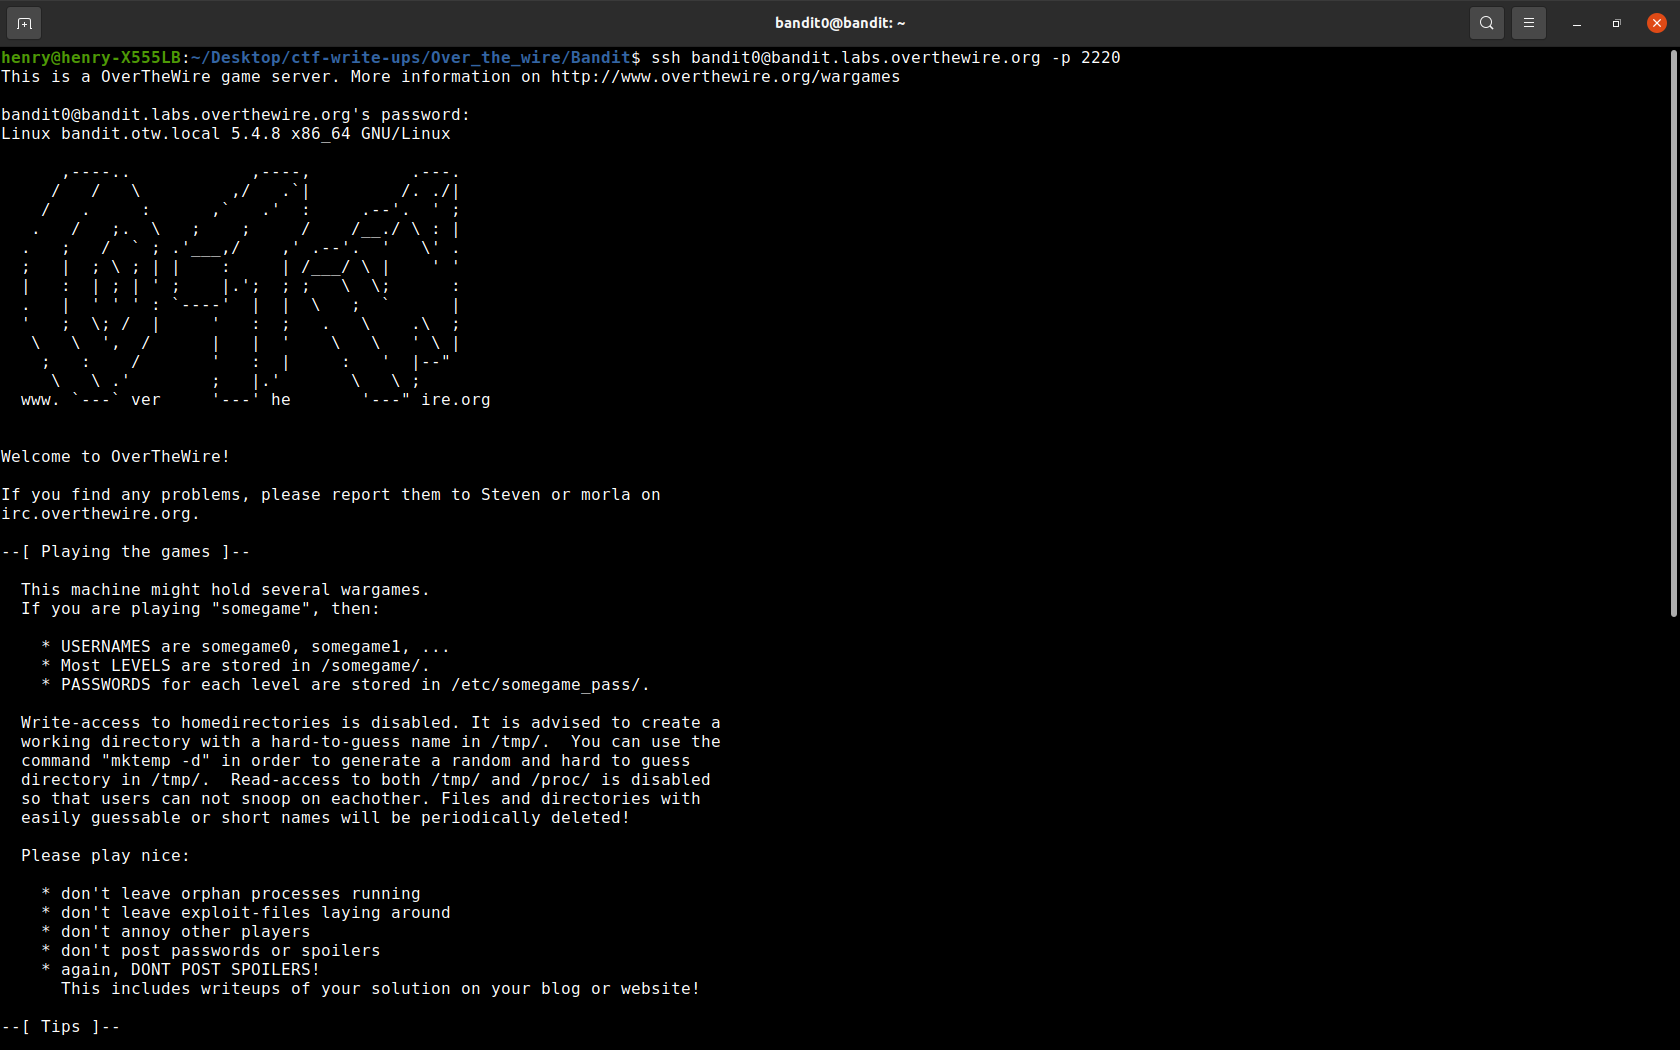 bandit0@bandit: ~
henry@henry-X555LB:~/Desktop/ctf-write-ups/Over_the_wire/Bandit$ ssh bandit0@bandit.labs.overthewire.org -p 2220
This is a OverTheWire game server. More information on http://www.overthewire.org/wargames
bandit0@bandit.labs.overthewire.org's password:
Linux bandit.otw.local 5.4.8 x86_64 GNU/Linux
www. `---` ver     '---' he       '---" ire.org
Welcome to OverTheWire!
If you find any problems, please report them to Steven or morla on
irc.overthewire.org.
--[ Playing the games ]--
This machine might hold several wargames.
If you are playing "somegame", then:
* USERNAMES are somegame0, somegame1, ...
* Most LEVELS are stored in /somegame/.
* PASSWORDS for each level are stored in /etc/somegame_pass/.
Write-access to homedirectories is disabled. It is advised to create a
working directory with a hard-to-guess name in /tmp/.  You can use the
command "mktemp -d" in order to generate a random and hard to guess
directory in /tmp/.  Read-access to both /tmp/ and /proc/ is disabled
so that users can not snoop on eachother. Files and directories with
easily guessable or short names will be periodically deleted!
Please play nice:
* don't leave orphan processes running
* don't leave exploit-files laying around
* don't annoy other players
* don't post passwords or spoilers
* again, DONT POST SPOILERS!
This includes writeups of your solution on your blog or website!
--[ Tips ]--